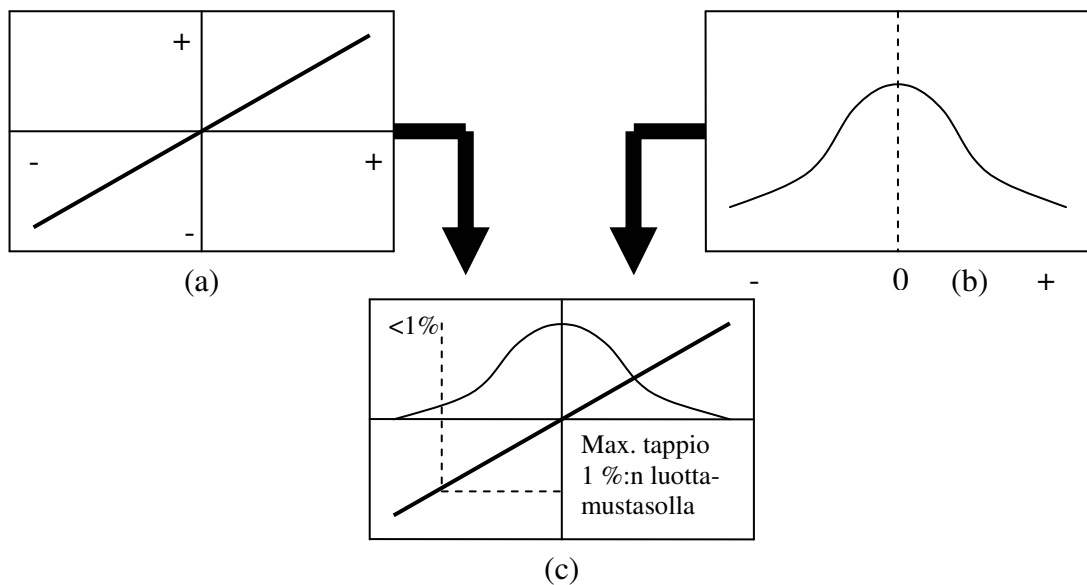 +
-
+
-
(a)
-
0
(b)
+
<1%
Max. tappio
1 %:n luotta-
mustasolla
(c)